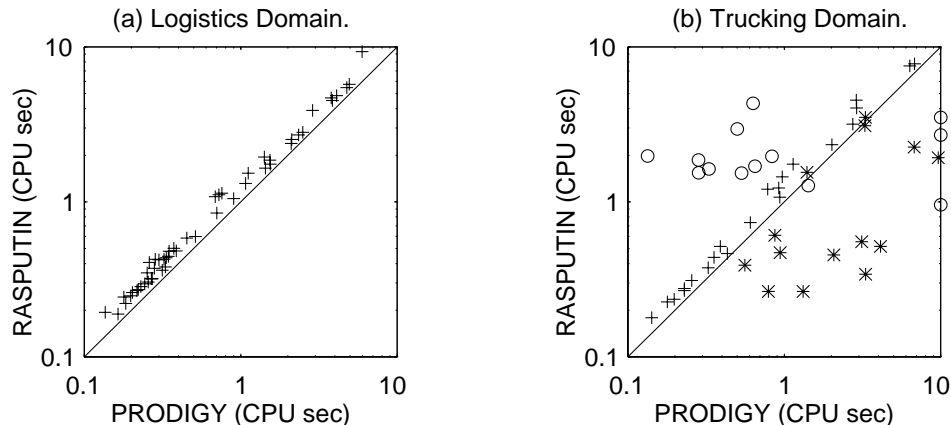 (a) Logistics Domain.
10
1
0.1
RASPUTIN (CPU sec)
0.1
1
10
PRODIGY (CPU sec)
(b) Trucking Domain.
10
1
0.1
RASPUTIN (CPU sec)
0.1
1
10
PRODIGY (CPU sec)